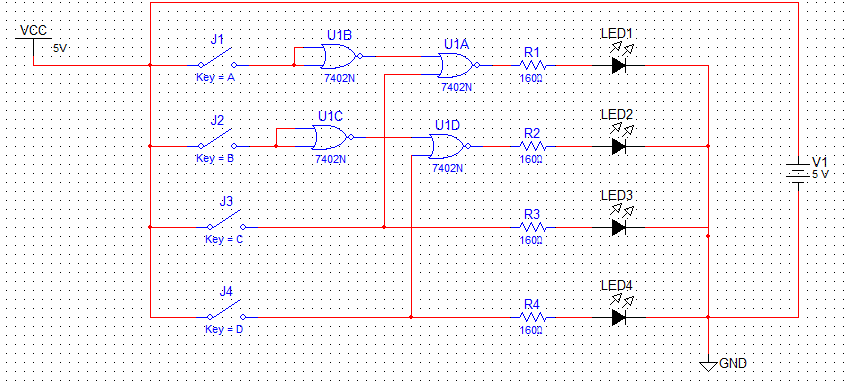 VCC
5V
J1
Key = A
U1B
7402N
U1A
7402N
R1
160Ω
LED1
J2
Key = B
U1C
7402N
U1D
7402N
R2
160Ω
LED2
V1
5 V
J3
Key = C
R3
160Ω
LED3
J4
Key = D
R4
160Ω
LED4
GND